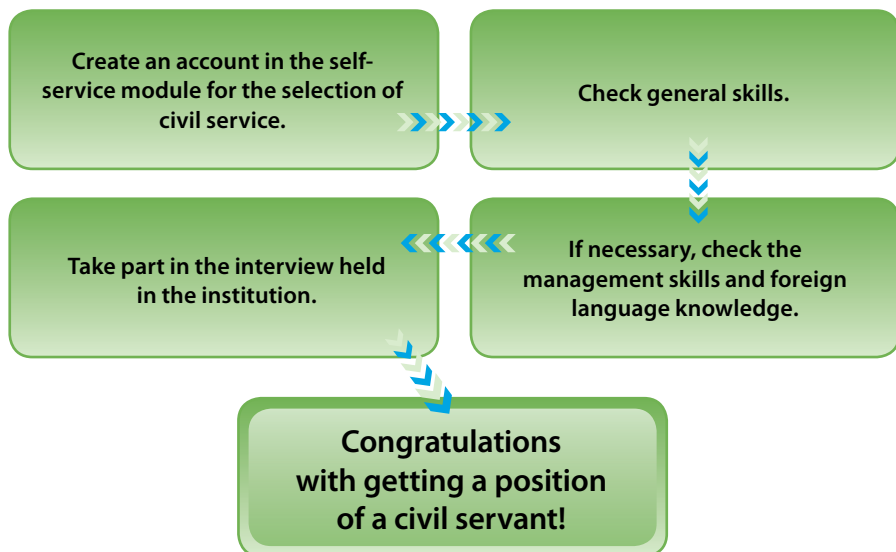 Create an account in the self-
service module for the selection of
civil service.
Check general skills.
If necessary, check the
management skills and foreign
language knowledge.
Take part in the interview held
in the institution.
Congratulations
with getting a position
of a civil servant!